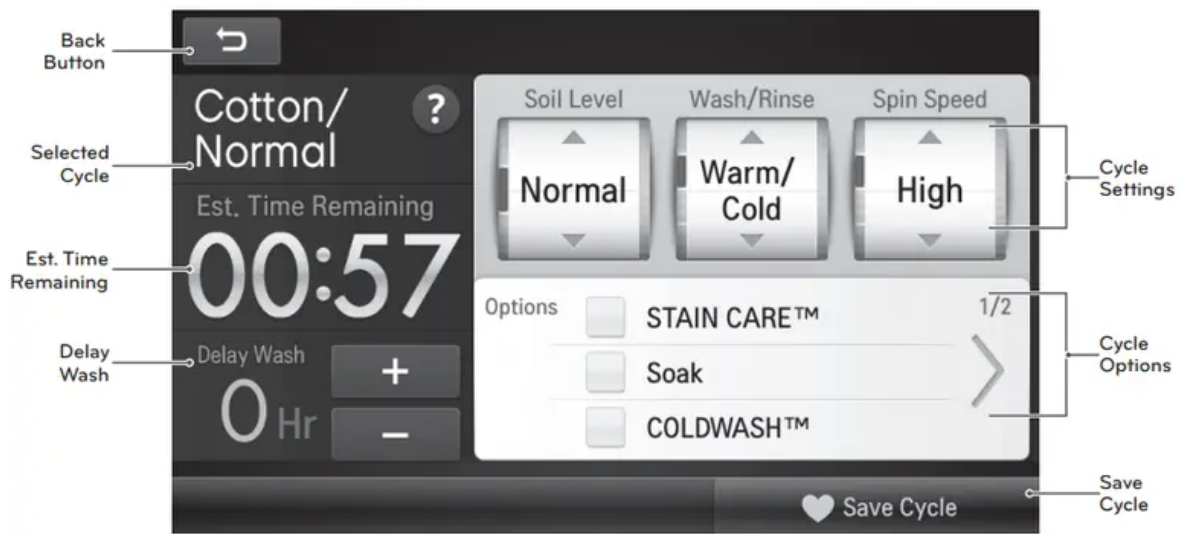 Back
Button
Selected
Cycle
Est. Time
Remaining
Delay
Wash
Cotton/
Normal
?
Est. Time Remaining
00:57
Delay Wash
0 Hr
+
−
Soil Level
Normal
Wash/Rinse
Warm/
Cold
Spin Speed
High
Options
1/2
STAIN CARE™
Soak
COLDWASH™
Save Cycle
Cycle
Settings
Cycle
Options
Save
Cycle